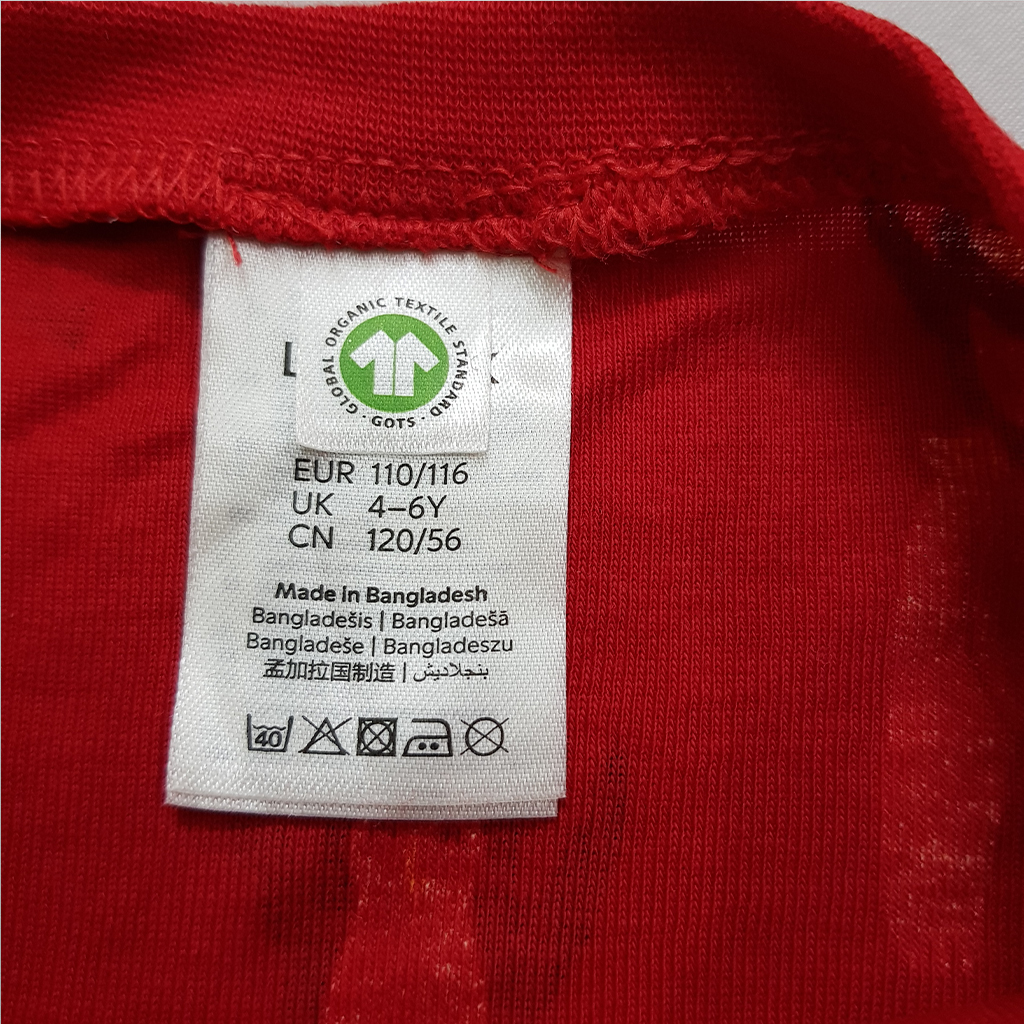 GLOBAL ORGANIC TEXTILE STANDARD · GOTS ·
EUR 110/116
UK 4–6Y
CN 120/56
Made in Bangladesh
Bangladešis | Bangladešā
Bangladeše | Bangladeszu
孟加拉国制造 | بنجلاديش
40